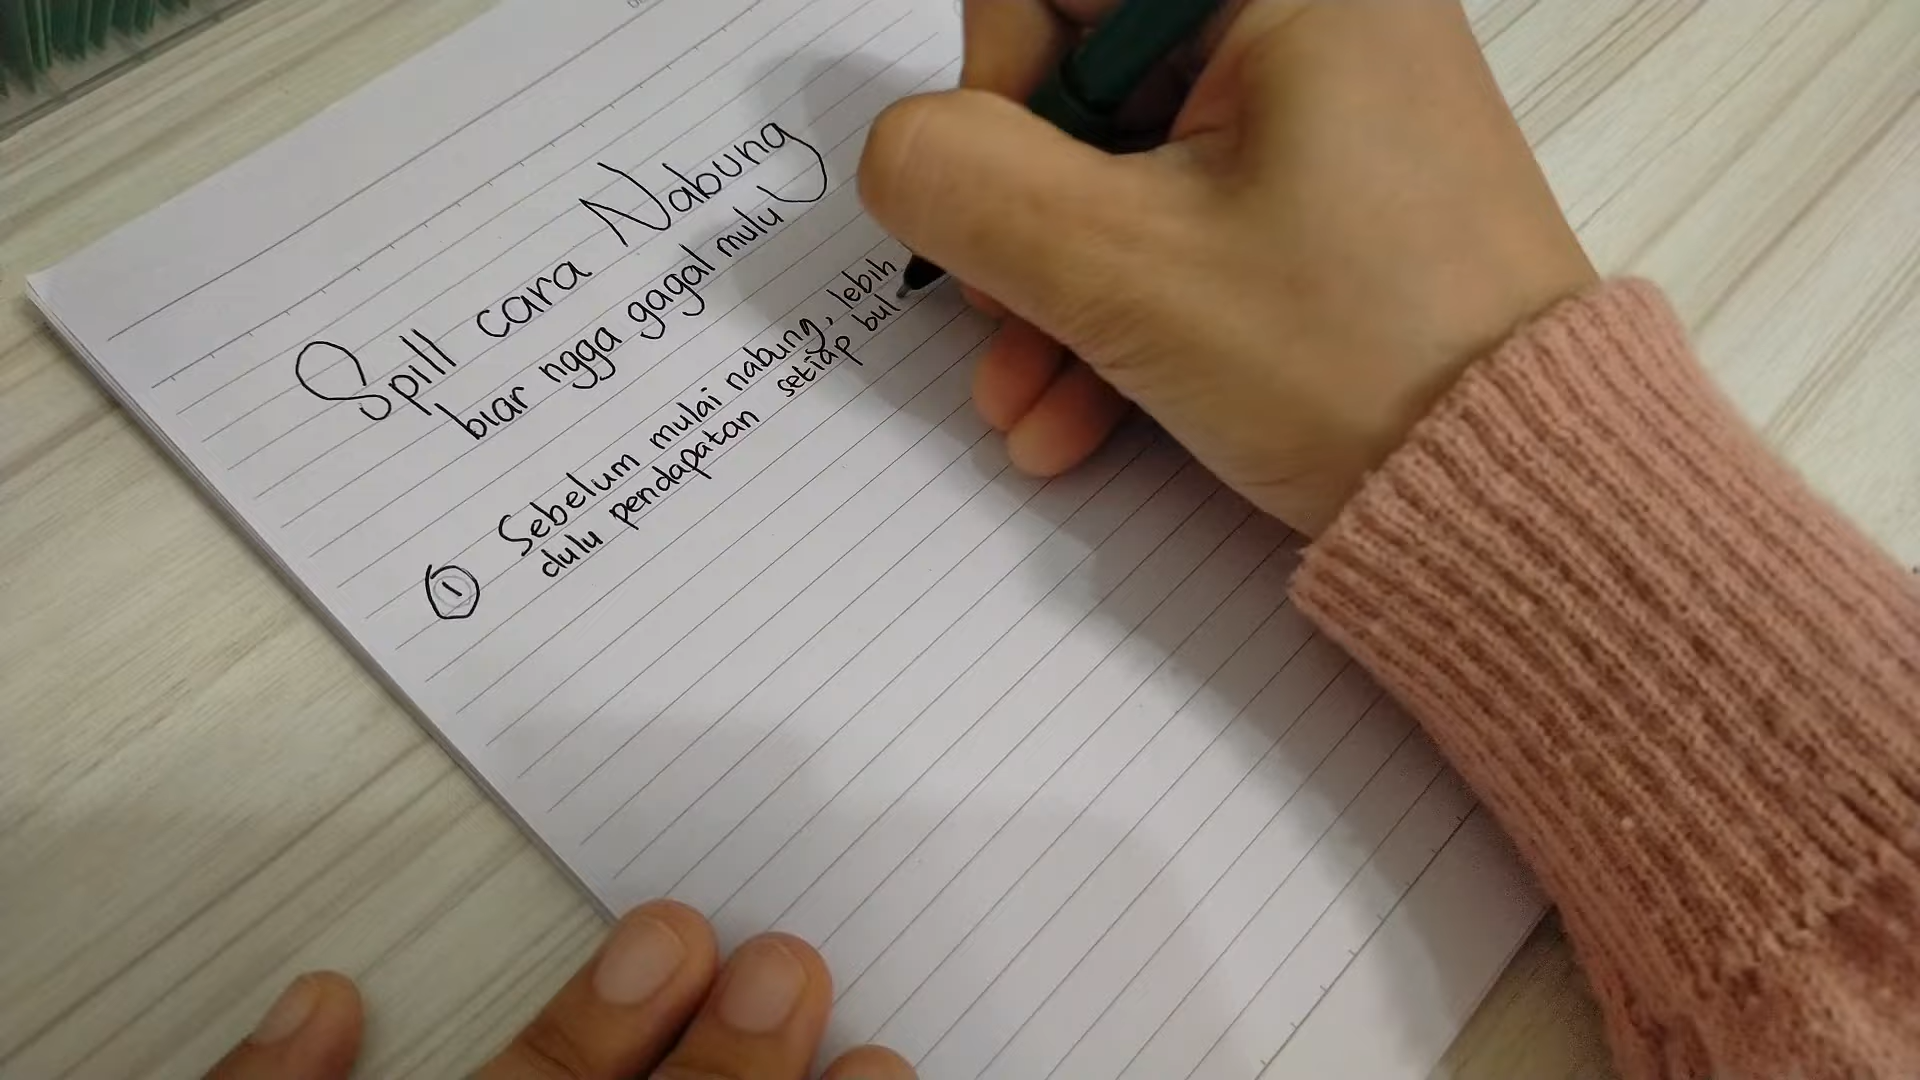 Spill cara Nabung
biar ngga gagal mulu
1 Sebelum mulai nabung, lebih
dulu pendapatan setiap bul